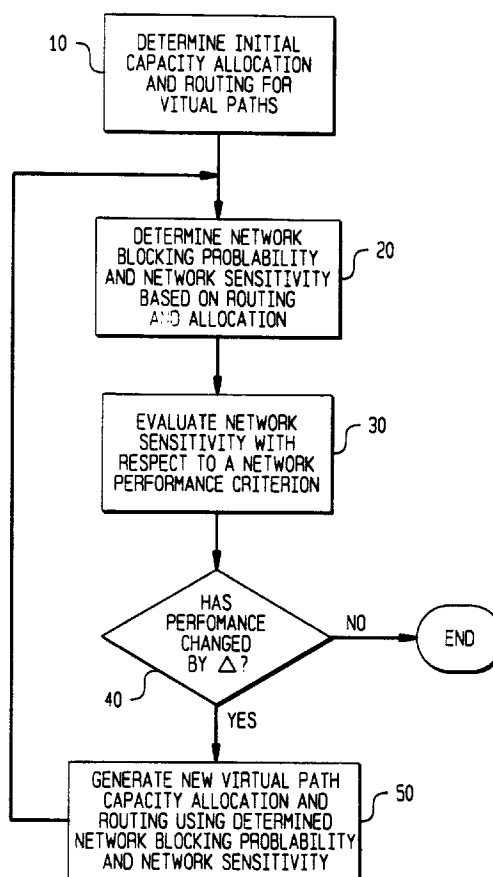 10
DETERMINE INITIAL
CAPACITY ALLOCATION
AND ROUTING FOR
VITUAL PATHS
DETERMINE NETWORK
BLOCKING PROBLABILITY
AND NETWORK SENSITIVITY
BASED ON ROUTING
AND ALLOCATION
20
EVALUATE NETWORK
SENSITIVITY WITH
RESPECT TO A NETWORK
PERFORMANCE CRITERION
30
HAS
PERFOMANCE
CHANGED
BY △?
40
NO
END
YES
GENERATE NEW VIRTUAL PATH
CAPACITY ALLOCATION AND
ROUTING USING DETERMINED
NETWORK BLOCKING PROBLABILITY
AND NETWORK SENSITIVITY
50